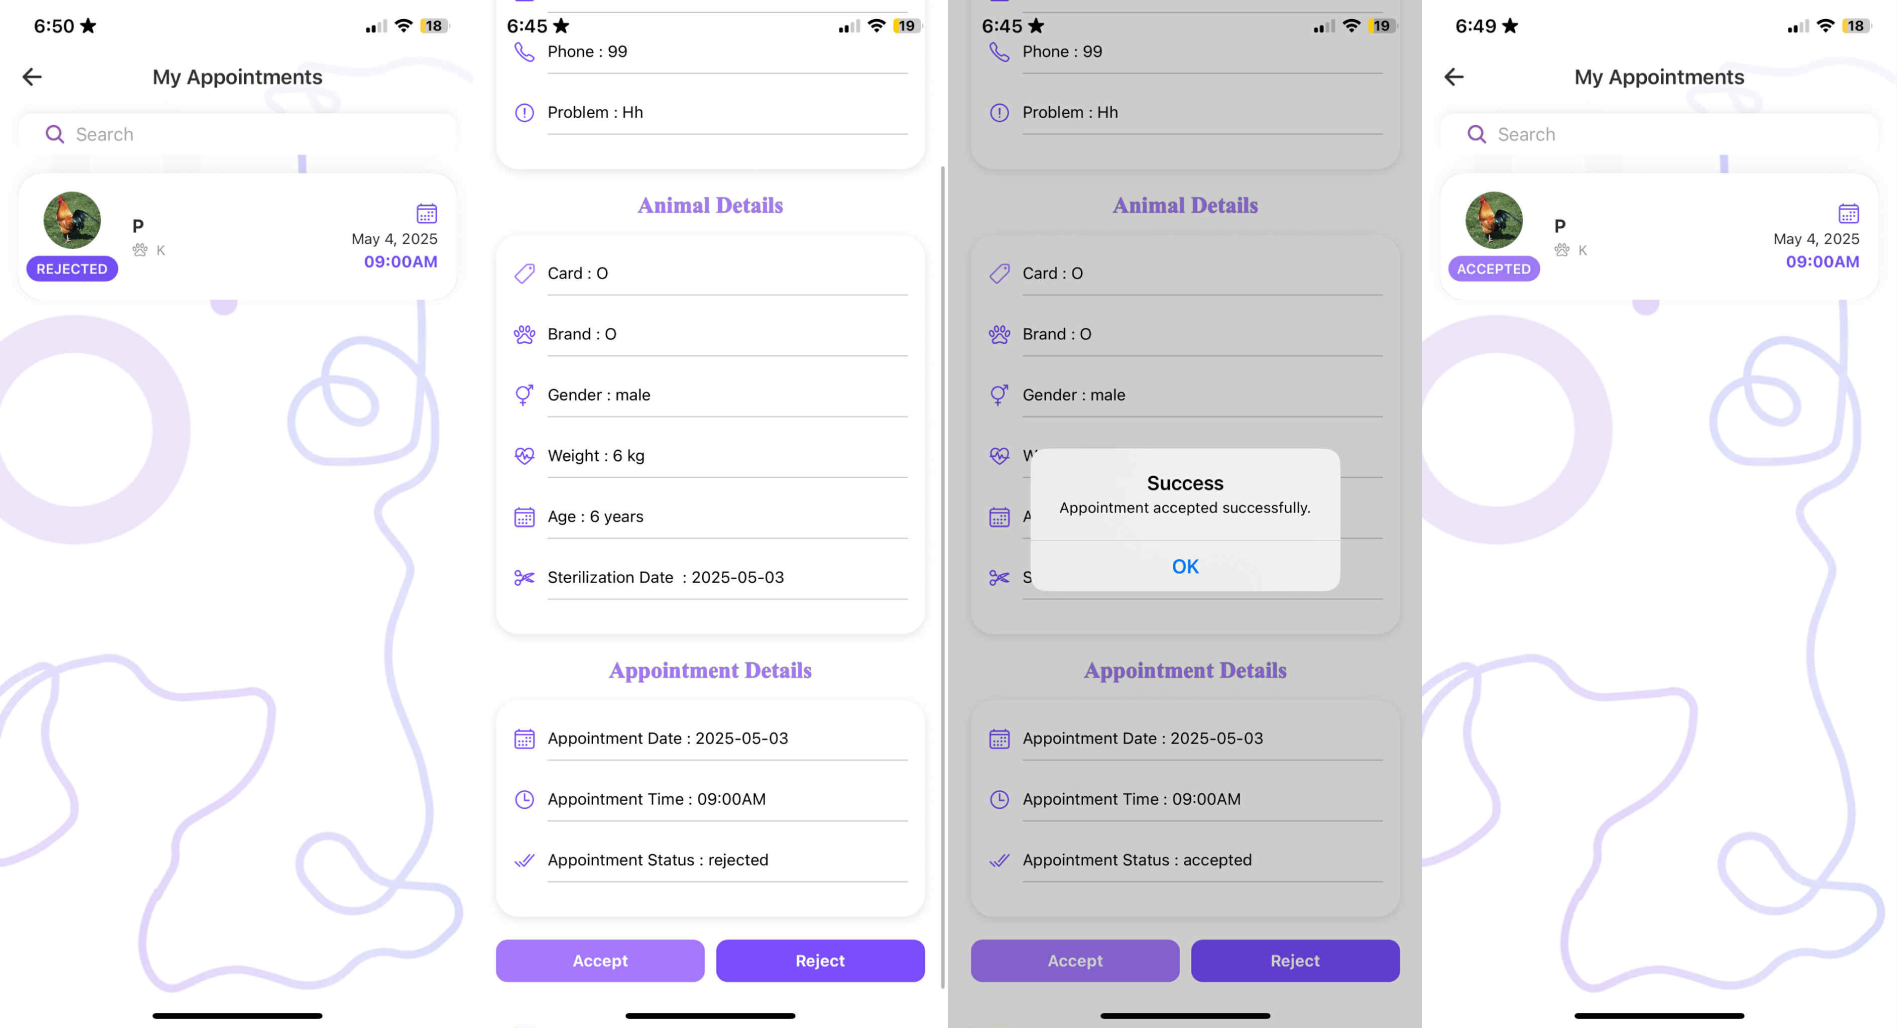 6:50
18
My Appointments
Search
P
K
May 4, 2025
09:00AM
REJECTED
6:45
19
Phone : 99
Problem : Hh
Animal Details
Card : O
Brand : O
Gender : male
Weight : 6 kg
Age : 6 years
Sterilization Date : 2025-05-03
Appointment Details
Appointment Date : 2025-05-03
Appointment Time : 09:00AM
Appointment Status : rejected
Accept
Reject
6:45
19
Phone : 99
Problem : Hh
Animal Details
Card : O
Brand : O
Gender : male
W
A
S
Success
Appointment accepted successfully.
OK
Appointment Details
Appointment Date : 2025-05-03
Appointment Time : 09:00AM
Appointment Status : accepted
Accept
Reject
6:49
18
My Appointments
Search
P
K
May 4, 2025
09:00AM
ACCEPTED